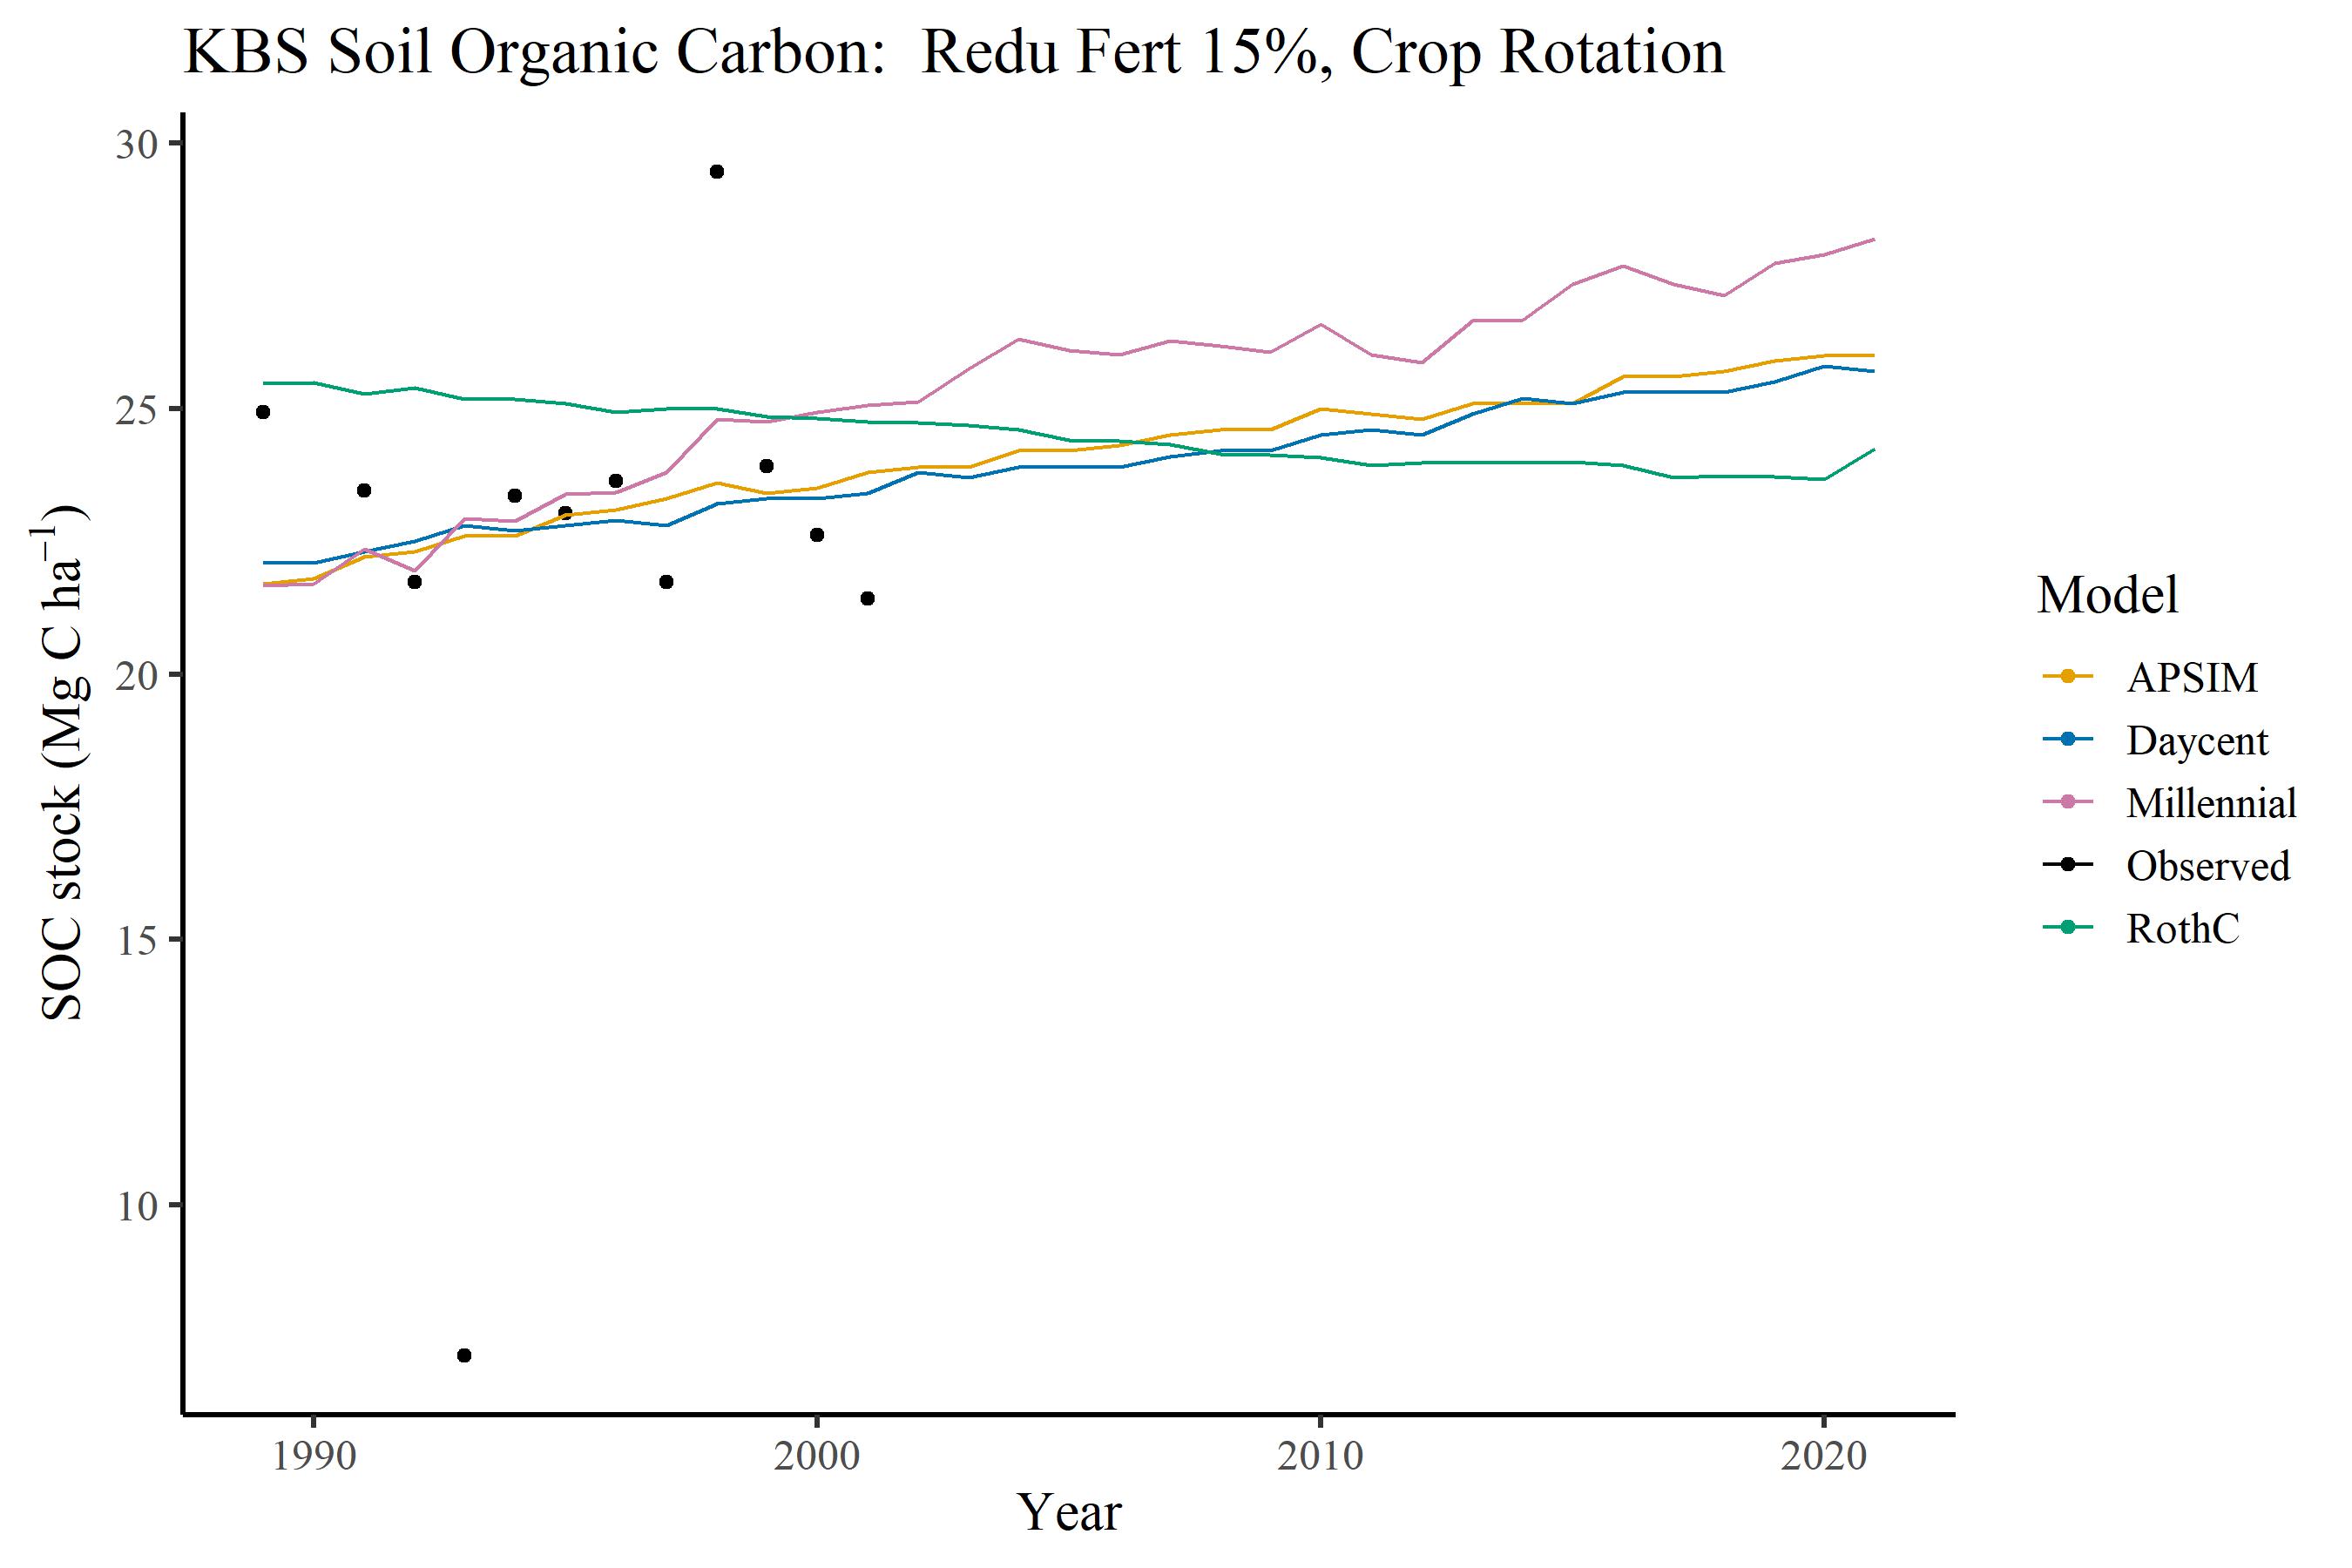 KBS Soil Organic Carbon:  Redu Fert 15%, Crop Rotation
SOC stock (Mg C ha⁻¹)
30
25
20
15
10
1990
2000
2010
2020
Year
Model
APSIM
Daycent
Millennial
Observed
RothC